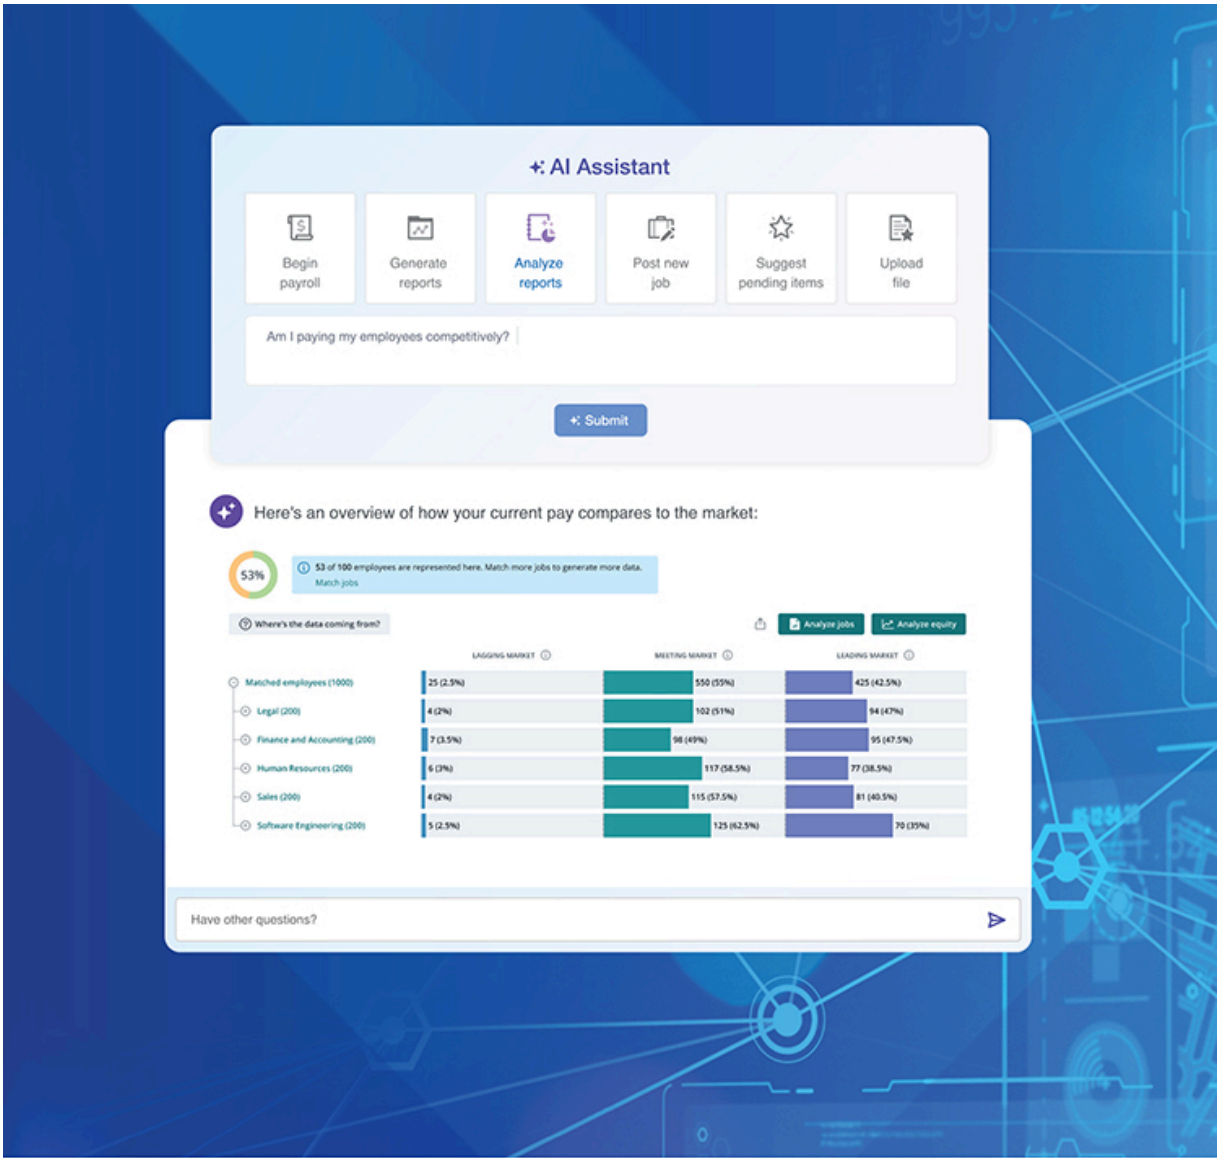 AI Assistant
Begin
payroll
Generate
reports
Analyze
reports
Post new
job
Suggest
pending items
Upload
file
Am I paying my employees competitively?
Submit
Here's an overview of how your current pay compares to the market:
53%
53 of 100 employees are represented here. Match more jobs to generate more data.
Match jobs
Where's the data coming from?
Analyze jobs
Analyze equity
LAGGING MARKET
MEETING MARKET
LEADING MARKET
Matched employees (1000) 25 (2.5%) 550 (55%) 425 (42.5%)
Legal (200) 4 (2%) 102 (51%) 94 (47%)
Finance and Accounting (200) 7 (3.5%) 98 (49%) 95 (47.5%)
Human Resources (200) 6 (3%) 117 (58.5%) 77 (38.5%)
Sales (200) 4 (2%) 115 (57.5%) 81 (40.5%)
Software Engineering (200) 5 (2.5%) 125 (62.5%) 70 (35%)
Have other questions?